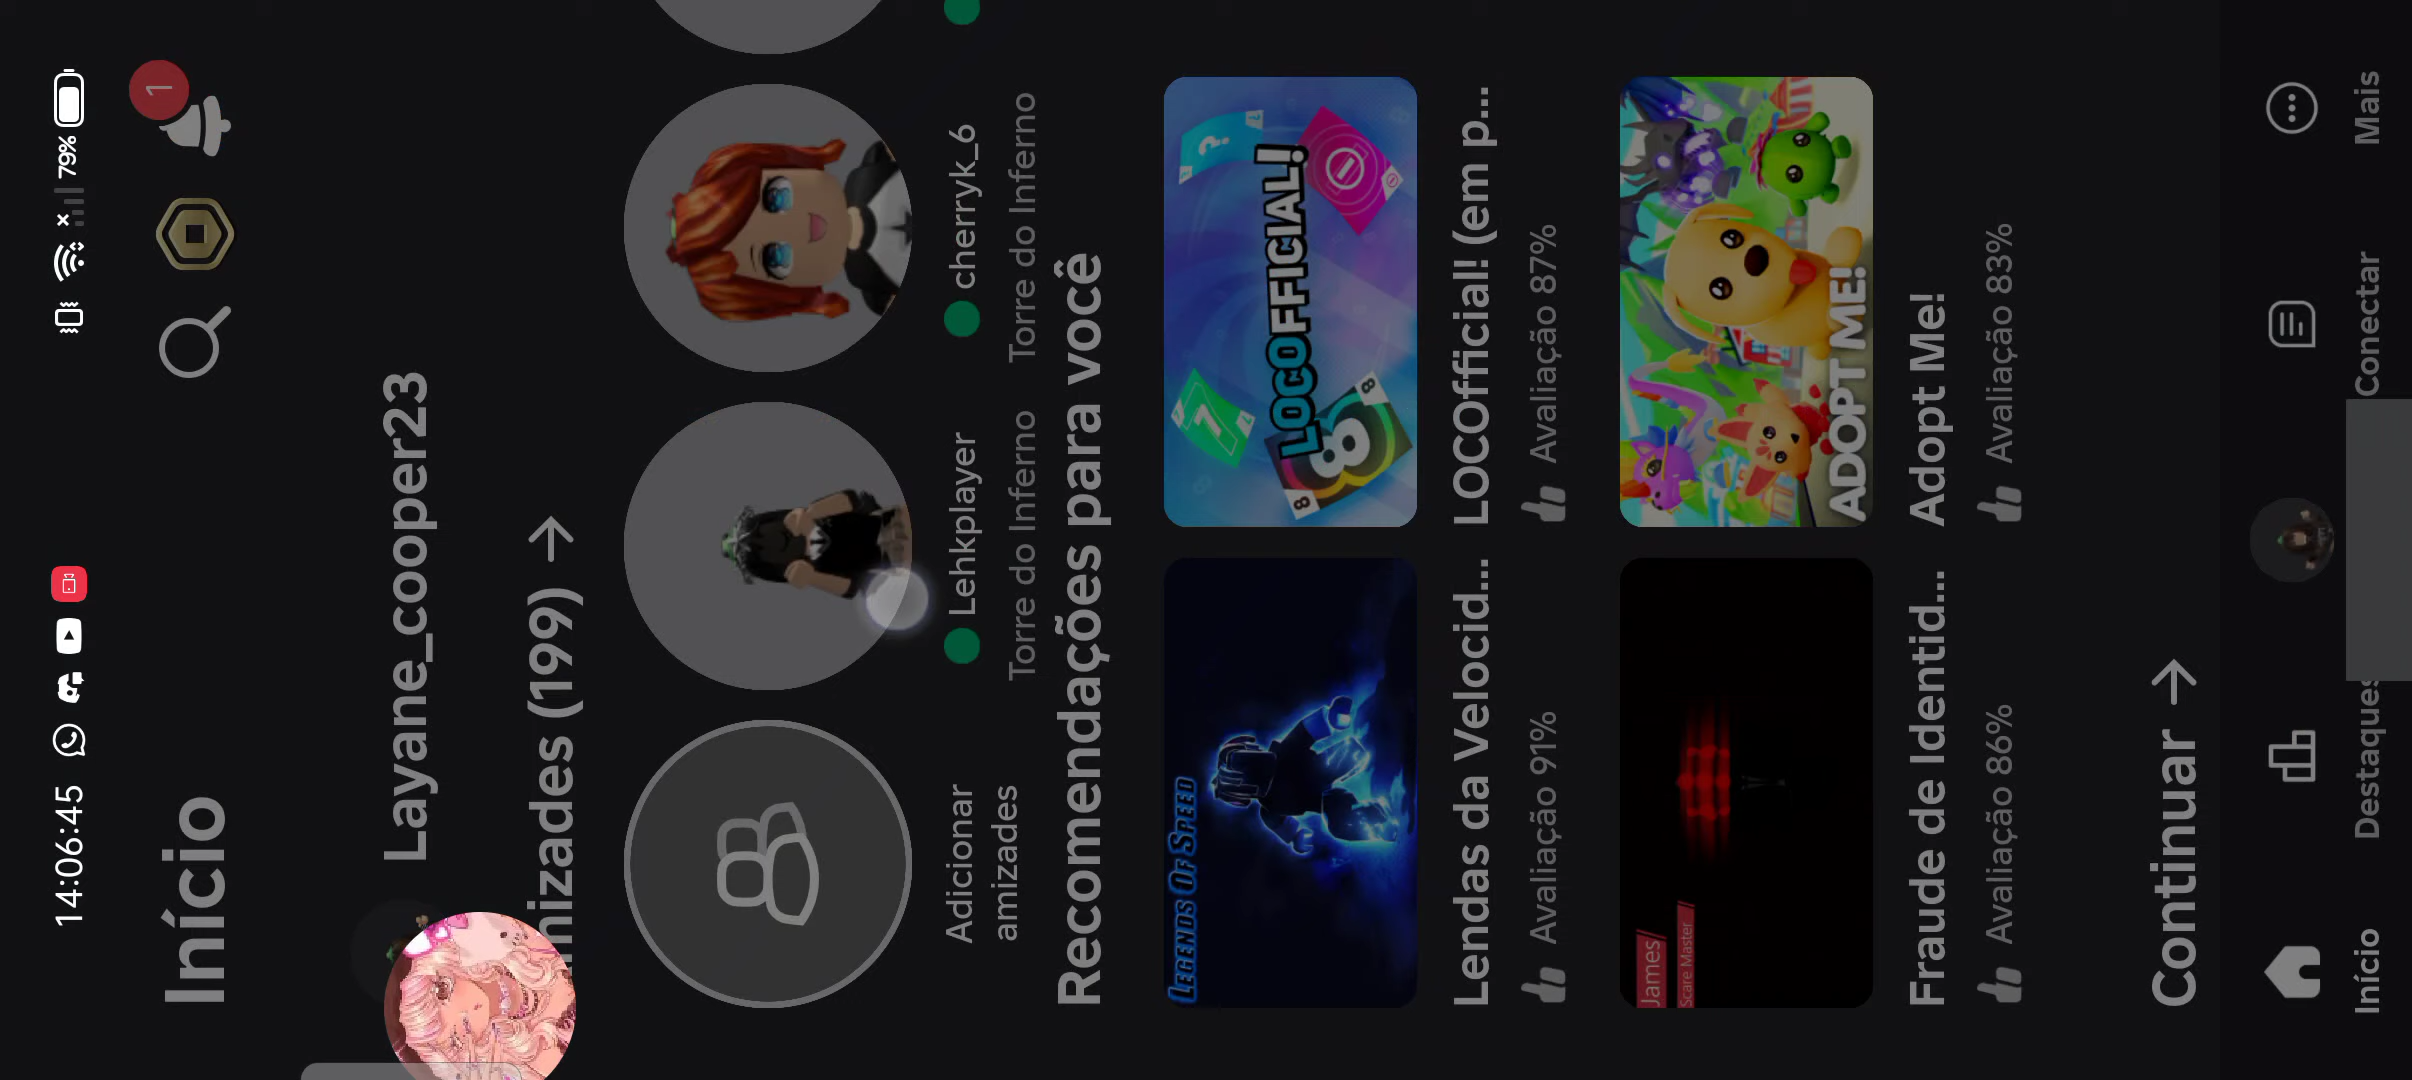 14:06:45
79%
Início
1
Layane_cooper23
mizades (199)
Adicionar
amizades
Lehkplayer
Torre do Inferno
cherryk_6
Torre do Inferno
Recomendações para você
LEGENDS OF SPEED
LOCOFFICIAL!
Lendas da Velocid...
Avaliação 91%
LOCOfficial! (em p...
Avaliação 87%
James
Scare Master
ADOPT ME!
Fraude de Identid...
Avaliação 86%
Adopt Me!
Avaliação 83%
Continuar
Início
Destaques
Conectar
Mais